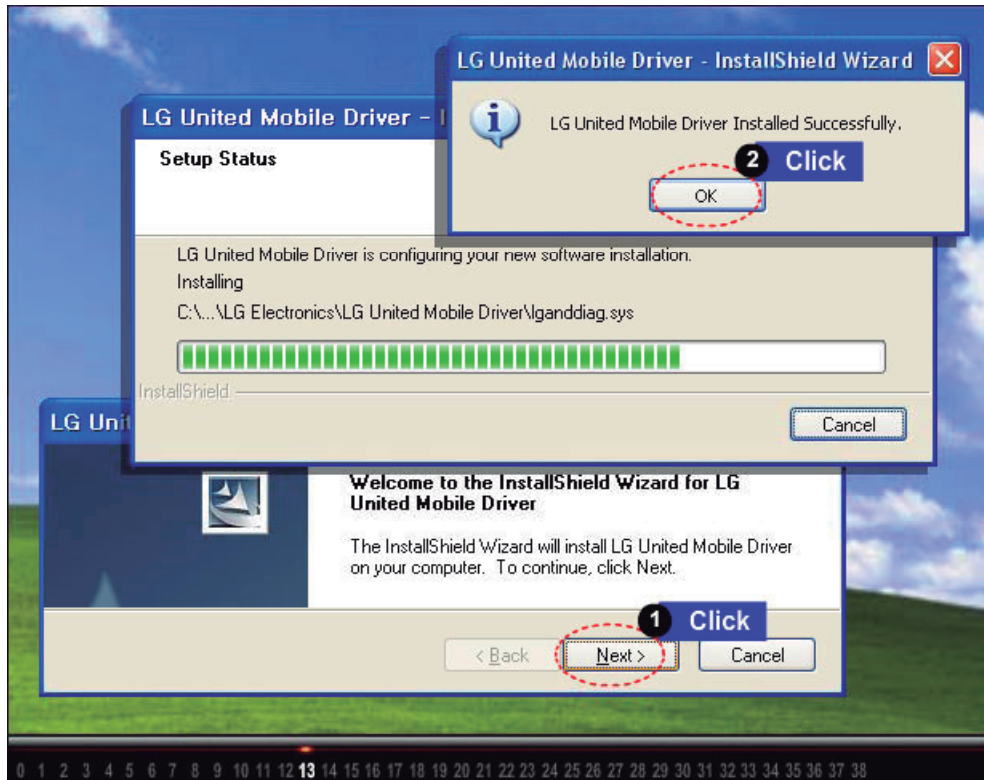 LG United Mobile Driver - InstallShield Wizard
LG United Mobile Driver Installed Successfully.
2 Click
OK
LG United Mobile Driver -
Setup Status
LG United Mobile Driver is configuring your new software installation.
Installing
C:\...\LG Electronics\LG United Mobile Driver\lganddiag.sys
InstallShield
Cancel
LG
Welcome to the InstallShield Wizard for LG
United Mobile Driver
The InstallShield Wizard will install LG United Mobile Driver
on your computer. To continue, click Next.
1 Click
< Back
Next >
Cancel
0 1 2 3 4 5 6 7 8 9 10 11 12 13 14 15 16 17 18 19 20 21 22 23 24 25 26 27 28 29 30 31 32 33 34 35 36 37 38